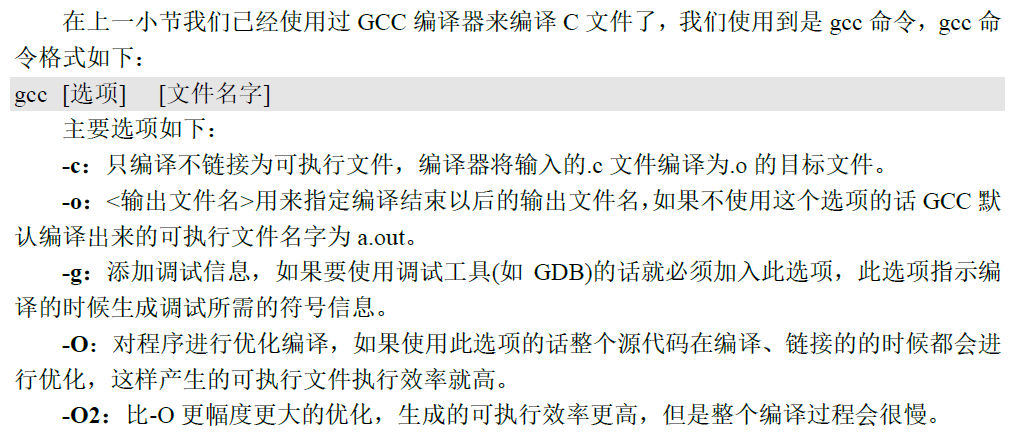 在上一小节我们已经使用过 GCC 编译器来编译 C 文件了，我们使用到是 gcc 命令，gcc 命
令格式如下：
gcc [选项] [文件名字]
主要选项如下：
-c：只编译不链接为可执行文件，编译器将输入的.c 文件编译为.o 的目标文件。
-o：<输出文件名>用来指定编译结束以后的输出文件名，如果不使用这个选项的话 GCC 默
认编译出来的可执行文件名字为 a.out。
-g：添加调试信息，如果要使用调试工具(如 GDB)的话就必须加入此选项，此选项指示编
译的时候生成调试所需的符号信息。
-O：对程序进行优化编译，如果使用此选项的话整个源代码在编译、链接的的时候都会进
行优化，这样产生的可执行文件执行效率就高。
-O2：比-O 更幅度更大的优化，生成的可执行效率更高，但是整个编译过程会很慢。